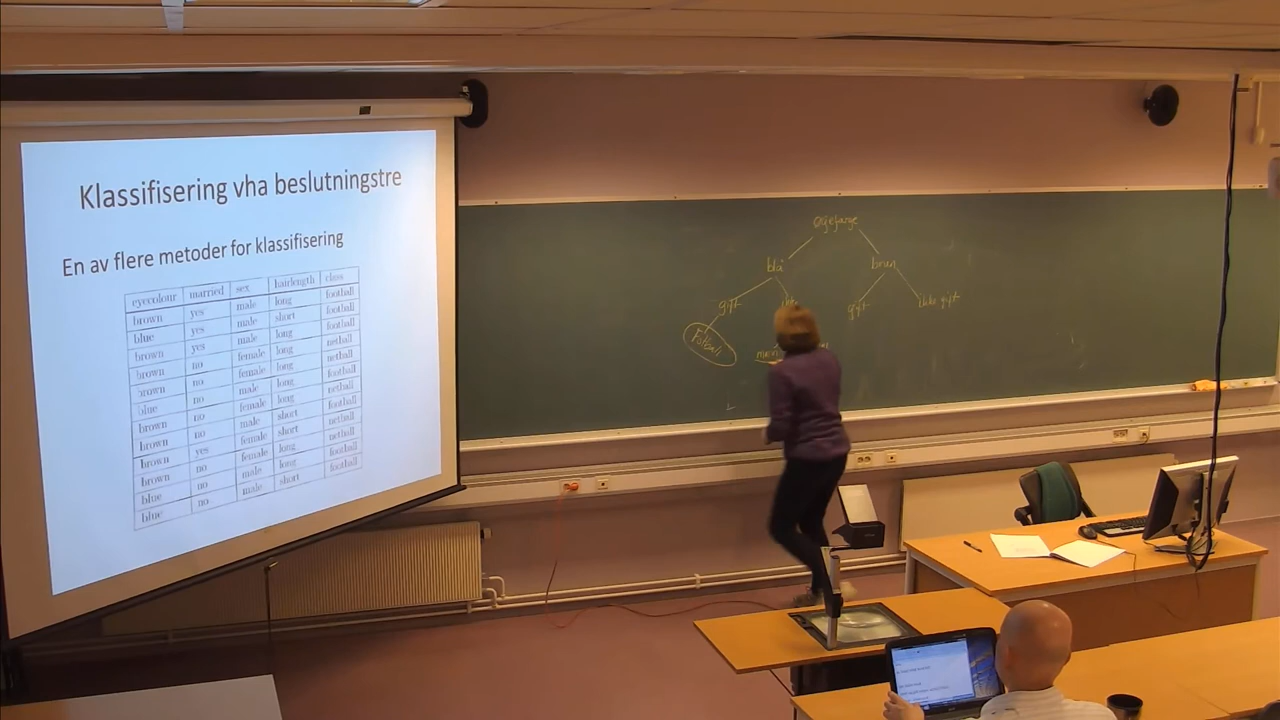 Klassifisering vha beslutningstre
En av flere metoder for klassifisering
eyecolour married sex hairlength class
brown yes male long football
blue yes male short football
brown yes male long football
brown no female long netball
brown no female long netball
blue no male long football
brown no female long netball
brown no male short football
brown yes female short netball
brown no female long netball
blue no male long football
blue no male short football
Øyefarge
blå brun
gift gift ikke gift
Fotball